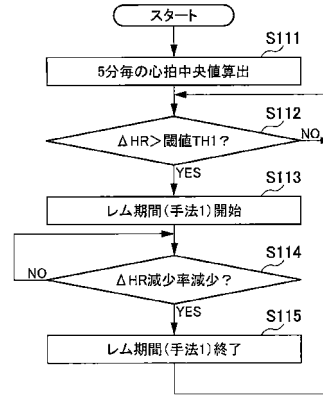 スタート
S111
5分毎の心拍中央値算出
S112
ΔHR>閾値TH1?
NO
YES
S113
レム期間(手法1)開始
S114
ΔHR減少率減少?
NO
YES
S115
レム期間(手法1)終了